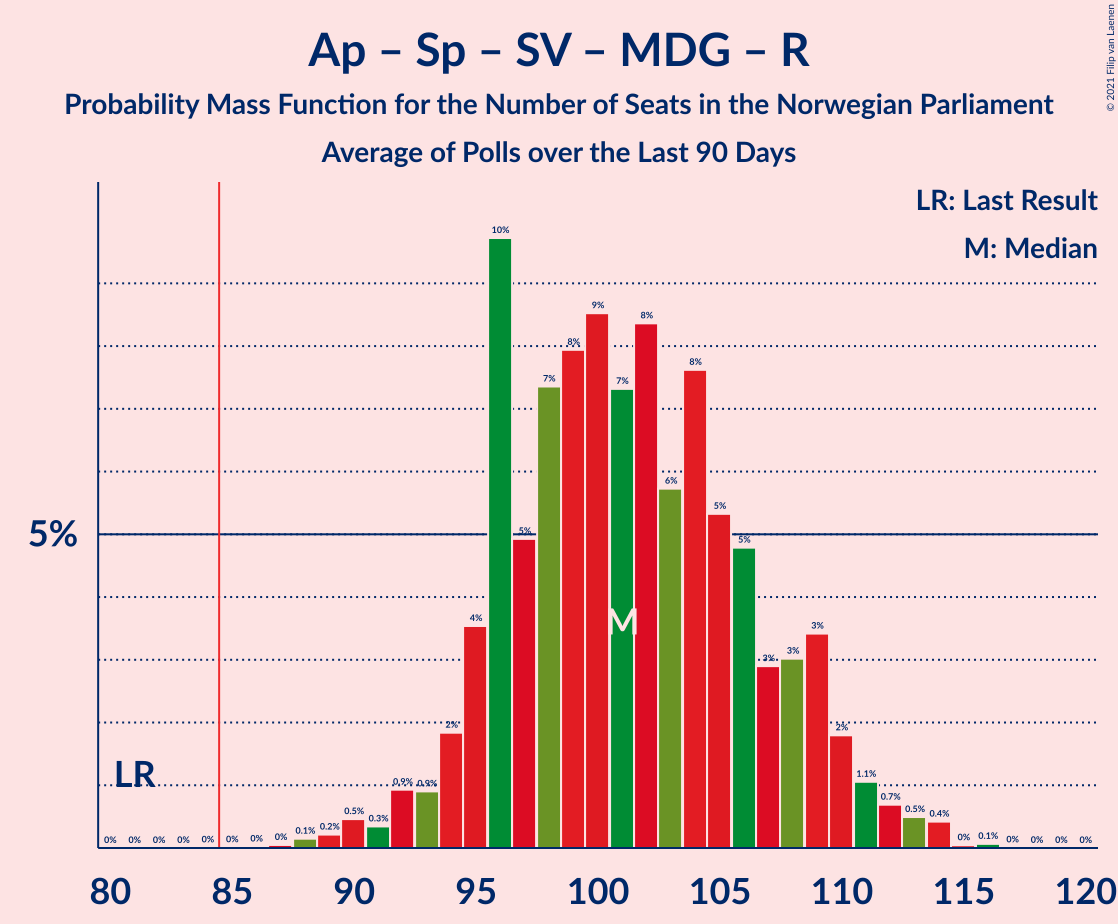 Ap – Sp – SV – MDG – R
Probability Mass Function for the Number of Seats in the Norwegian Parliament
Average of Polls over the Last 90 Days
© 2021 Filip van Laenen
LR: Last Result
M: Median
5%
LR
M
0% 0% 0% 0% 0% 0% 0% 0% 0.1% 0.2% 0.5% 0.3% 0.9% 0.9% 2% 4% 10% 5% 7% 8% 9% 7% 8% 6% 8% 5% 5% 3% 3% 3% 2% 1.1% 0.7% 0.5% 0.4% 0% 0.1% 0% 0% 0% 0%
80 85 90 95 100 105 110 115 120